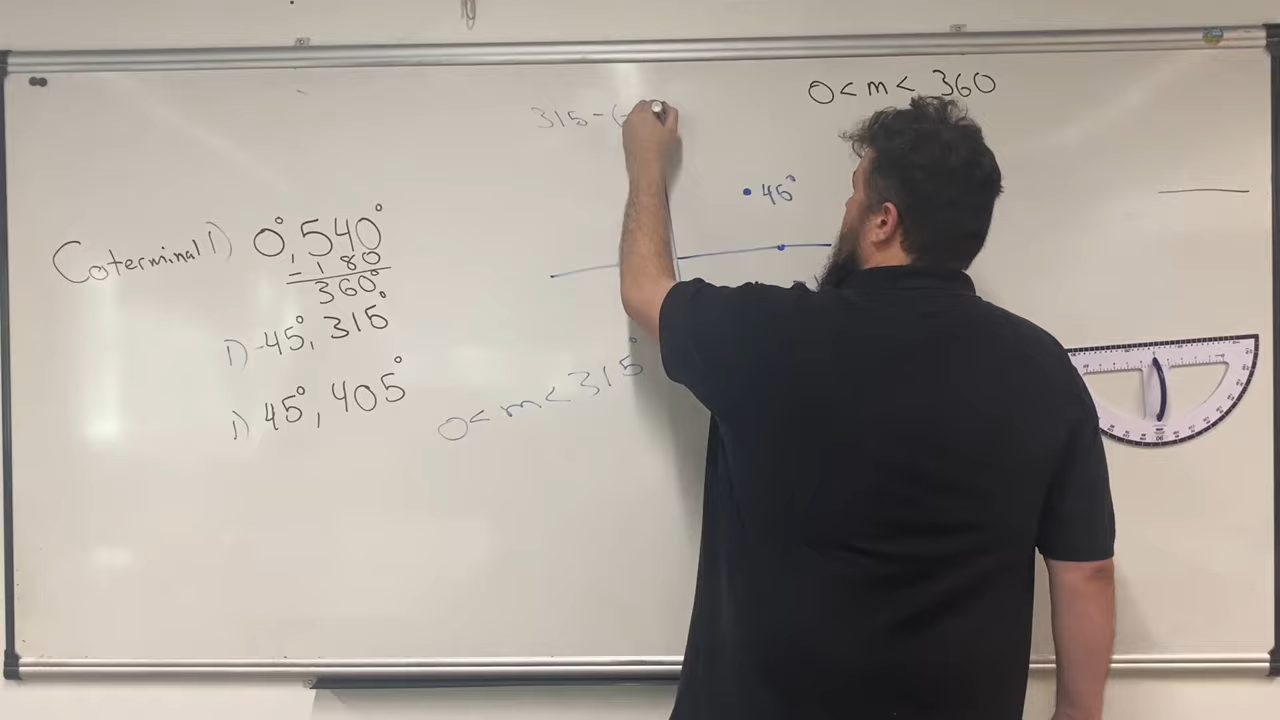 0 < m < 360
315 - (-
• 45°
Coterminal 1) 0°, 540°
- 180
360°
1) -45°, 315°
1) 45°, 405°
0 < m < 315°